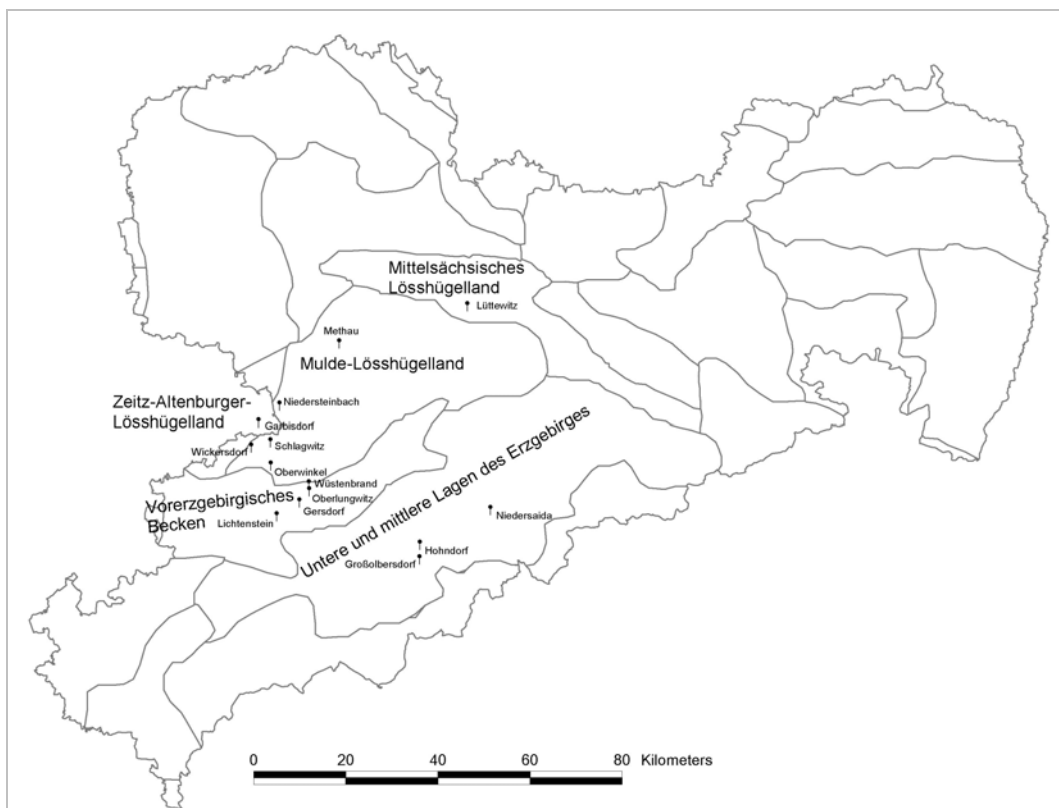 Mittelsächsisches
Lösshügelland
Lüttewitz
Methau
Mulde-Lösshügelland
Zeitz-Altenburger-
Lösshügelland
Niedersteinbach
Garbisdorf
Schlagwitz
Wickersdorf
Oberwinkel
Wüstenbrand
Vorerzgebirgisches
Becken
Oberlungwitz
Gersdorf
Lichtenstein
Untere und mittlere Lagen des Erzgebirges
Niedersaida
Hohndorf
Großolbersdorf
0 20 40 60 80 Kilometers